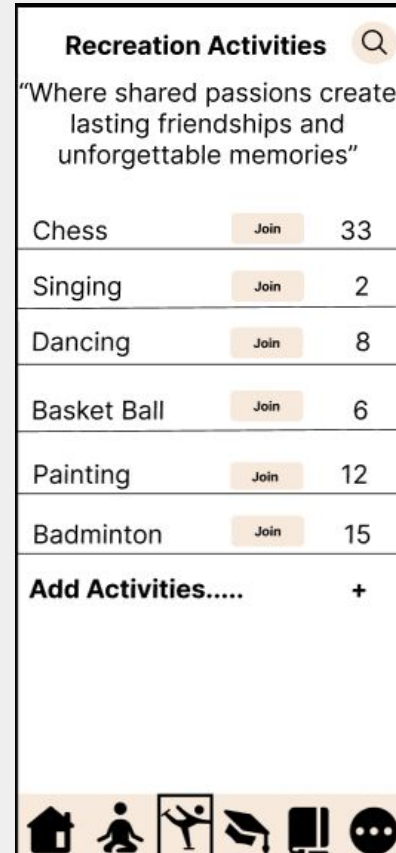 Recreation Activities
“Where shared passions create
lasting friendships and
unforgettable memories”
Chess Join 33
Singing Join 2
Dancing Join 8
Basket Ball Join 6
Painting Join 12
Badminton Join 15
Add Activities..... +